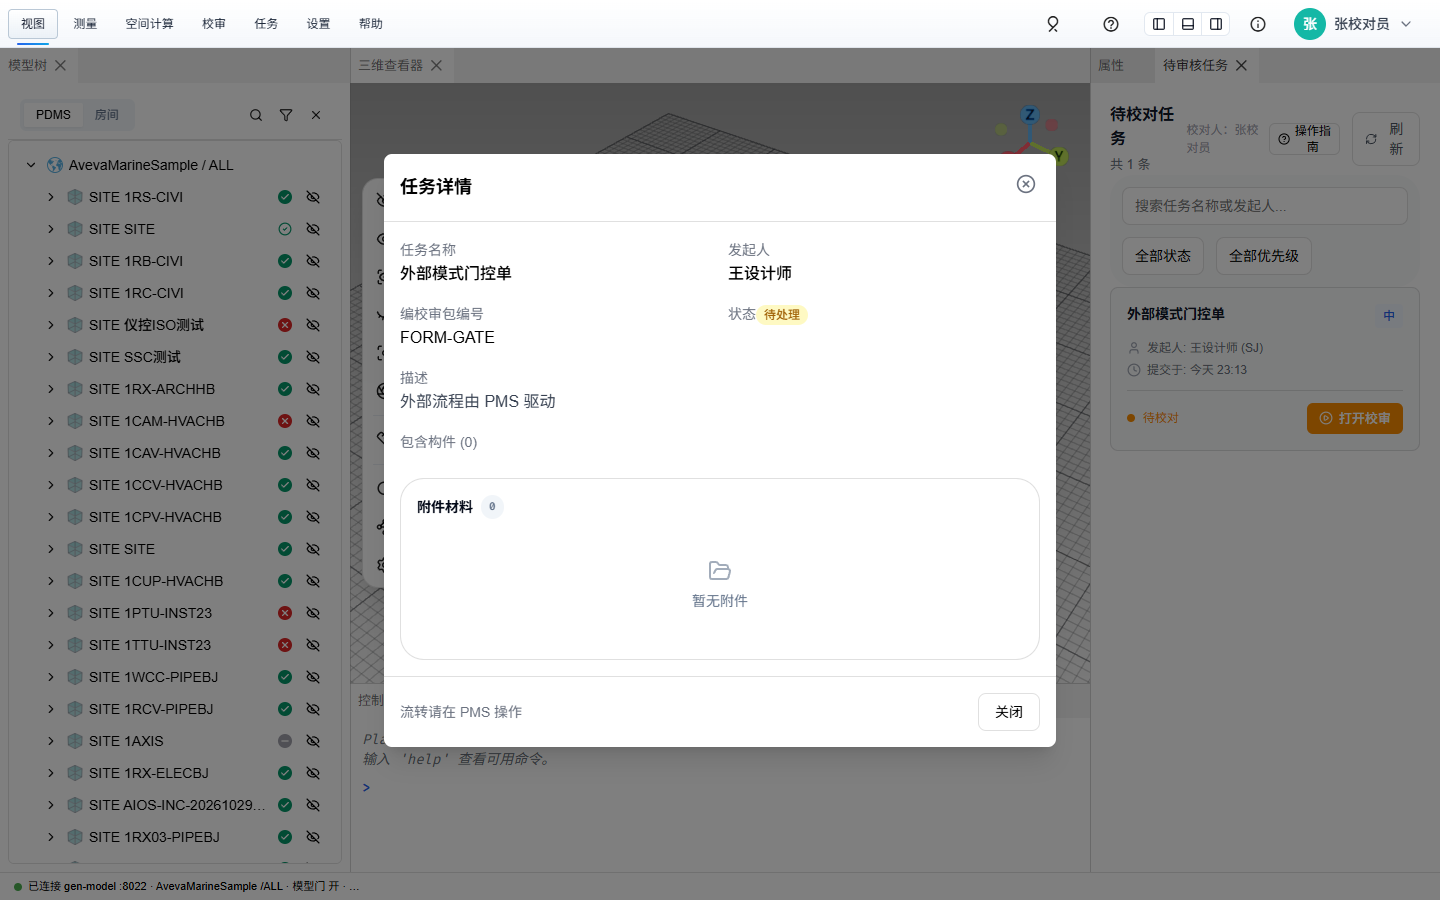 视图 测量 空间计算 校审 任务 设置 帮助 张 张校对员
模型树 三维查看器 属性 待审核任务
PDMS 房间
AvevaMarineSample / ALL
SITE 1RS-CIVI
SITE SITE
SITE 1RB-CIVI
SITE 1RC-CIVI
SITE 仪控ISO测试
SITE SSC测试
SITE 1RX-ARCHHB
SITE 1CAM-HVACHB
SITE 1CAV-HVACHB
SITE 1CCV-HVACHB
SITE 1CPV-HVACHB
SITE SITE
SITE 1CUP-HVACHB
SITE 1PTU-INST23
SITE 1TTU-INST23
SITE 1WCC-PIPEBJ
SITE 1RCV-PIPEBJ
SITE 1AXIS
SITE 1RX-ELECBJ
SITE AIOS-INC-20261029...
SITE 1RX03-PIPEBJ
Z
Y
任务详情
任务名称
外部模式门控单
发起人
王设计师
编校审包编号
FORM-GATE
状态 待处理
描述
外部流程由 PMS 驱动
包含构件 (0)
附件材料 0
暂无附件
流转请在 PMS 操作
关闭
控制
Pla
输入 'help' 查看可用命令。
>
待校对任务
共 1 条
校对人：张校对员
操作指南
刷新
搜索任务名称或发起人...
全部状态 全部优先级
外部模式门控单 中
发起人: 王设计师 (SJ)
提交于: 今天 23:13
待校对 打开校审
已连接 gen-model :8022 · AvevaMarineSample /ALL · 模型门 开 · ...